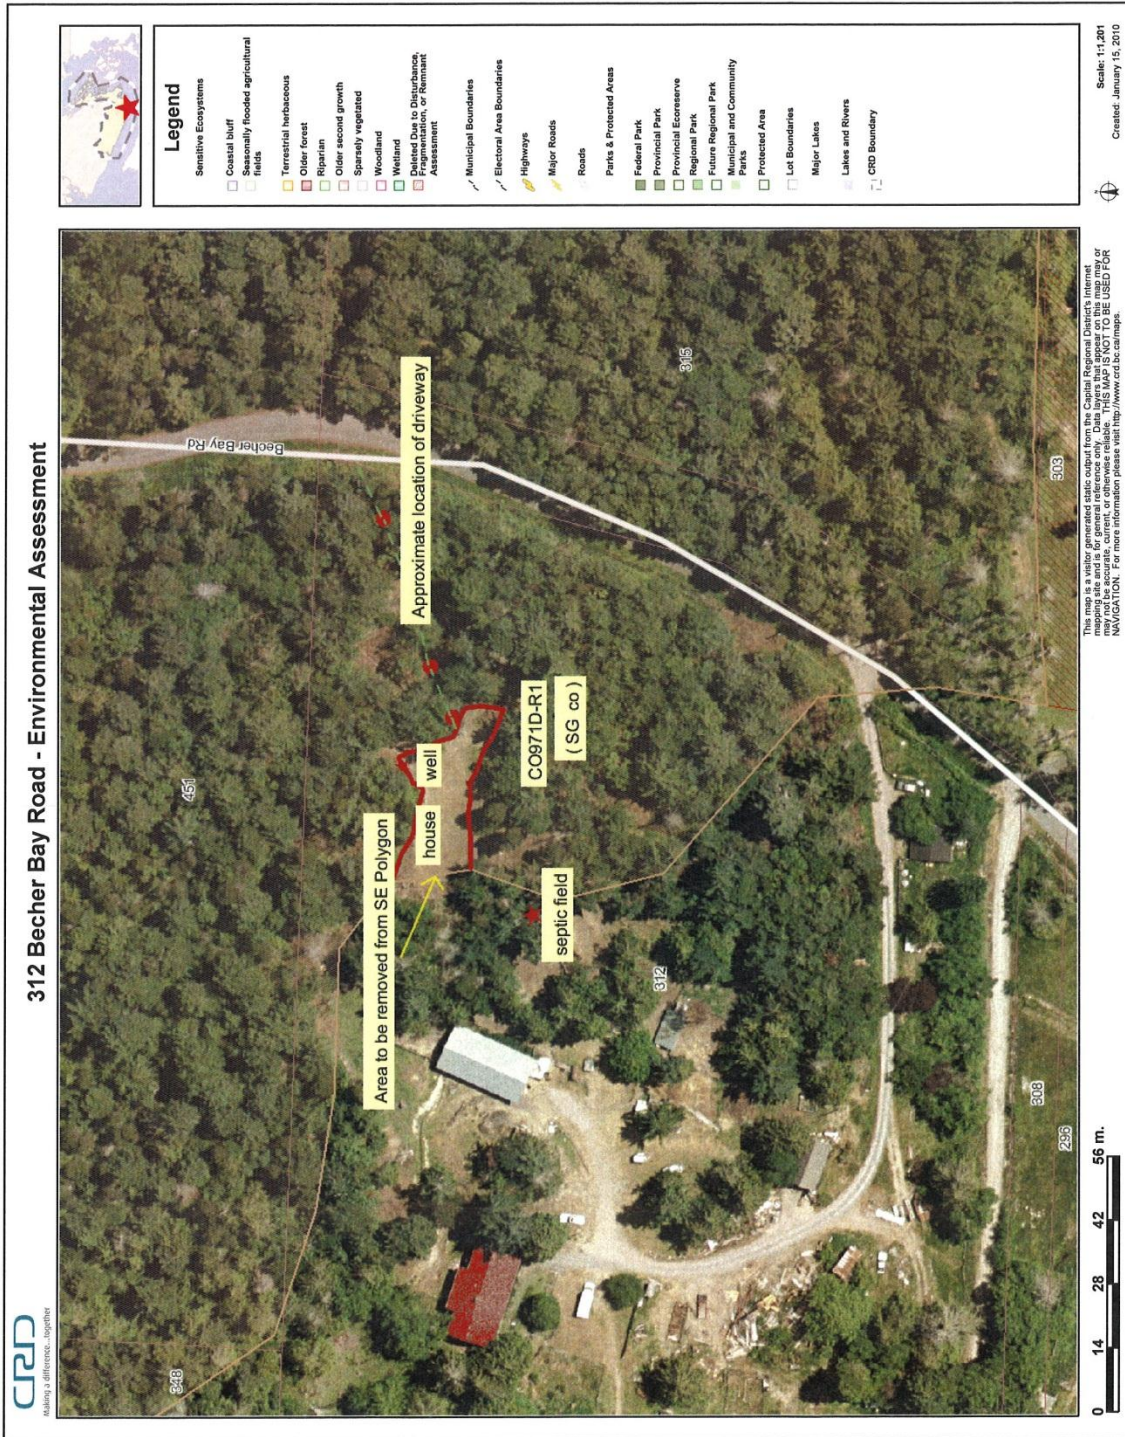 CRD
Making a difference...together
312 Becher Bay Road - Environmental Assessment
348
451
Becher Bay Rd
Area to be removed from SE Polygon
house
well
Approximate location of driveway
septic field
CO971D-R1
( SG co )
312
315
308
296
303
Legend
Sensitive Ecosystems
Coastal bluff
Seasonally flooded agricultural
fields
Terrestrial herbaceous
Older forest
Riparian
Older second growth
Sparsely vegetated
Woodland
Wetland
Deleted Due to Disturbance,
Fragmentation, or Remnant
Assessment
Municipal Boundaries
Electoral Area Boundaries
Highways
Major Roads
Roads
Parks & Protected Areas
Federal Park
Provincial Park
Provincial Ecoreserve
Regional Park
Future Regional Park
Municipal and Community
Parks
Protected Area
Lot Boundaries
Major Lakes
Lakes and Rivers
CRD Boundary
0 14 28 42 56 m.
This map is a visitor generated static output from the Capital Regional District's Internet
mapping site and is for general reference only. Data layers that appear on this map may or
may not be accurate, current, or otherwise reliable. THIS MAP IS NOT TO BE USED FOR
NAVIGATION. For more information please visit http://www.crd.bc.ca/maps.
N
Scale: 1:1,201
Created: January 15, 2010